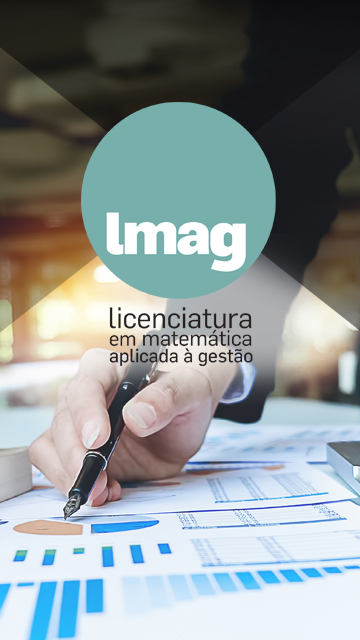 lmag
licenciatura
em matemática
aplicada à gestão